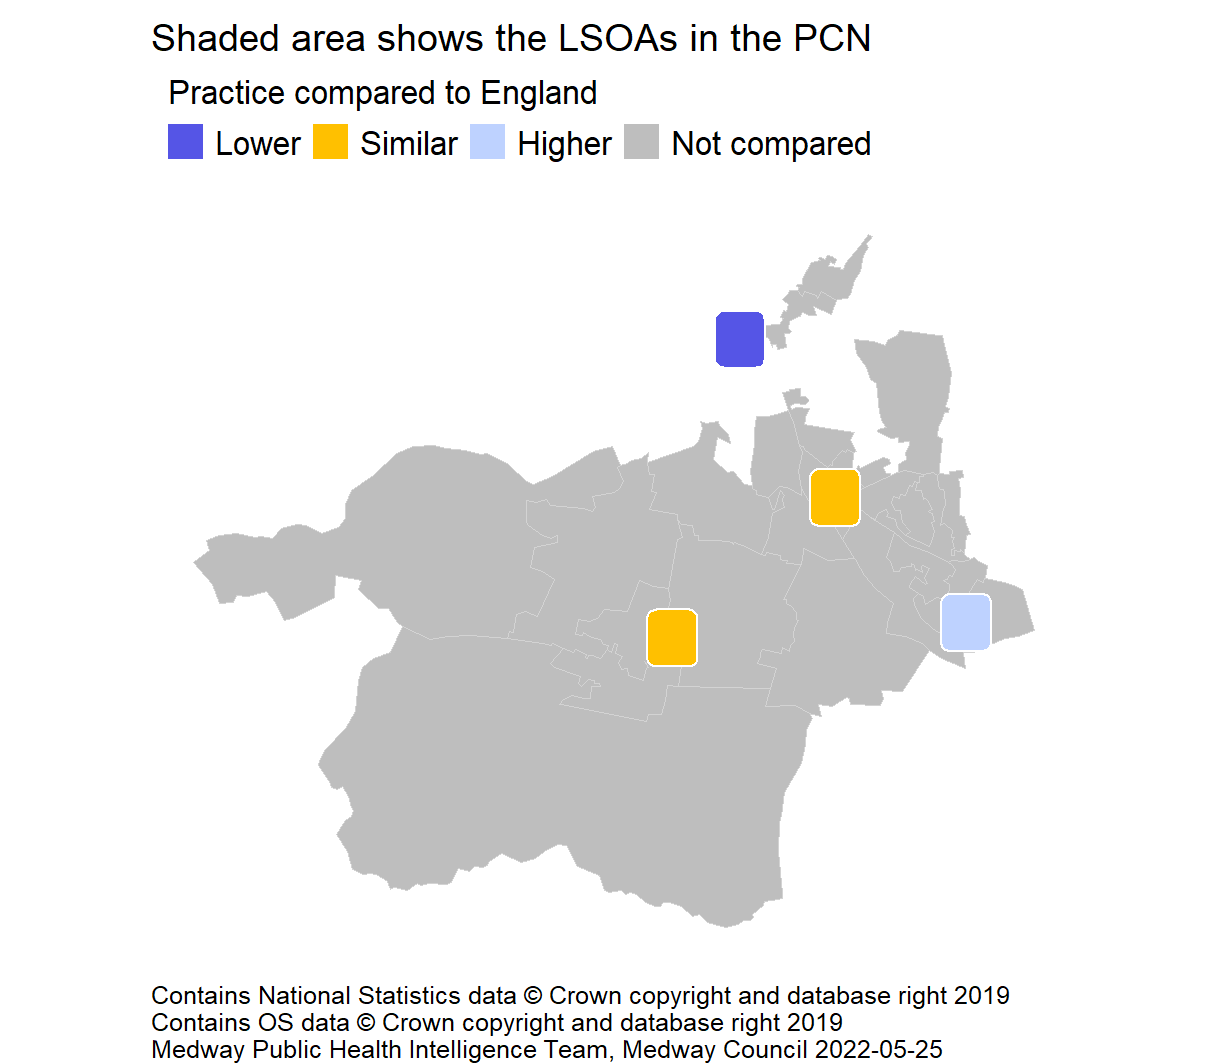 Shaded area shows the LSOAs in the PCN
Practice compared to England
Lower Similar Higher Not compared
Contains National Statistics data © Crown copyright and database right 2019
Contains OS data © Crown copyright and database right 2019
Medway Public Health Intelligence Team, Medway Council 2022-05-25